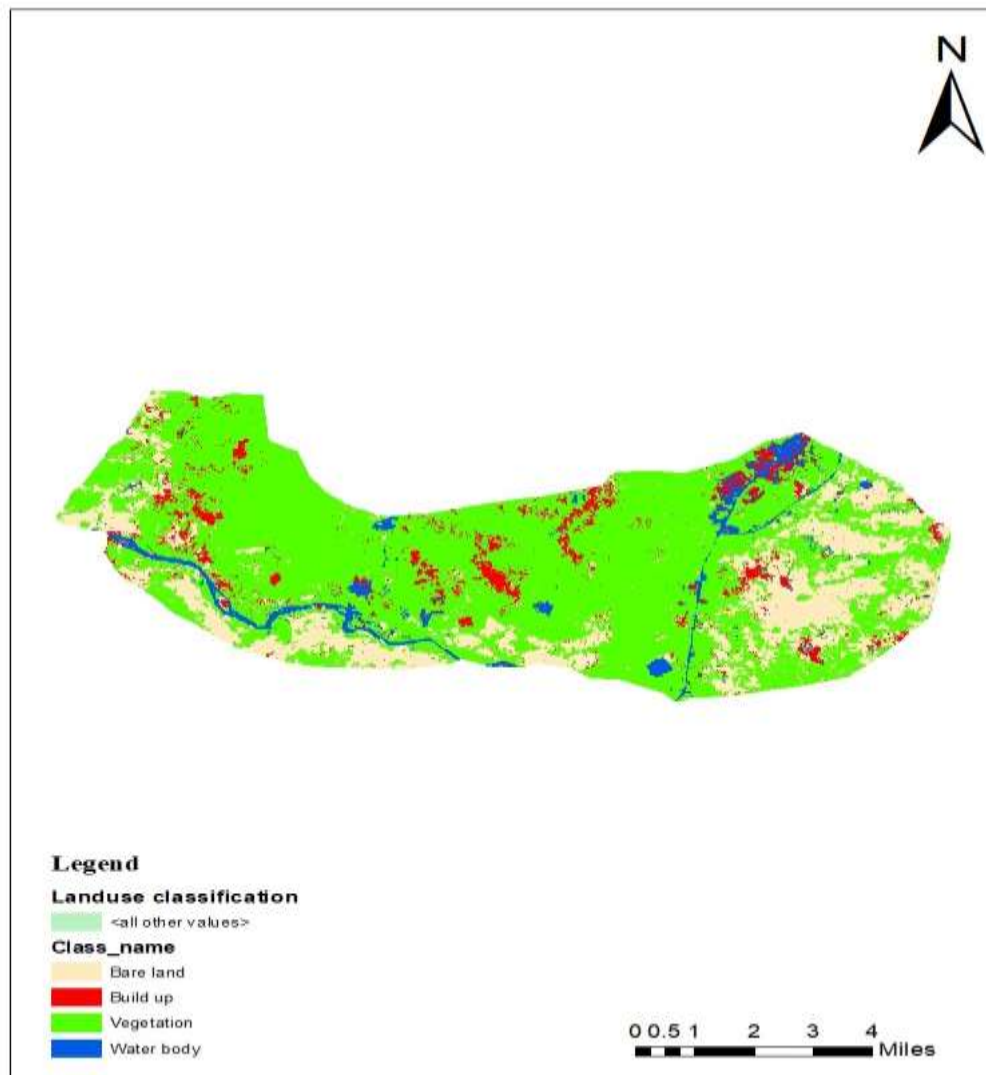 N
Legend
Landuse classification
<all other values>
Class_name
Bare land
Build up
Vegetation
Water body
0 0.5 1 2 3 4
Miles